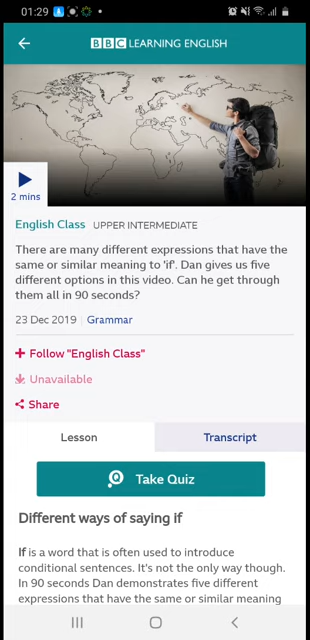 01:29
BBC LEARNING ENGLISH
2 mins
English Class UPPER INTERMEDIATE
There are many different expressions that have the
same or similar meaning to 'if'. Dan gives us five
different options in this video. Can he get through
them all in 90 seconds?
23 Dec 2019 | Grammar
+ Follow "English Class"
Unavailable
Share
Lesson
Transcript
Take Quiz
Different ways of saying if
If is a word that is often used to introduce
conditional sentences. It's not the only way though.
In 90 seconds Dan demonstrates five different
expressions that have the same or similar meaning